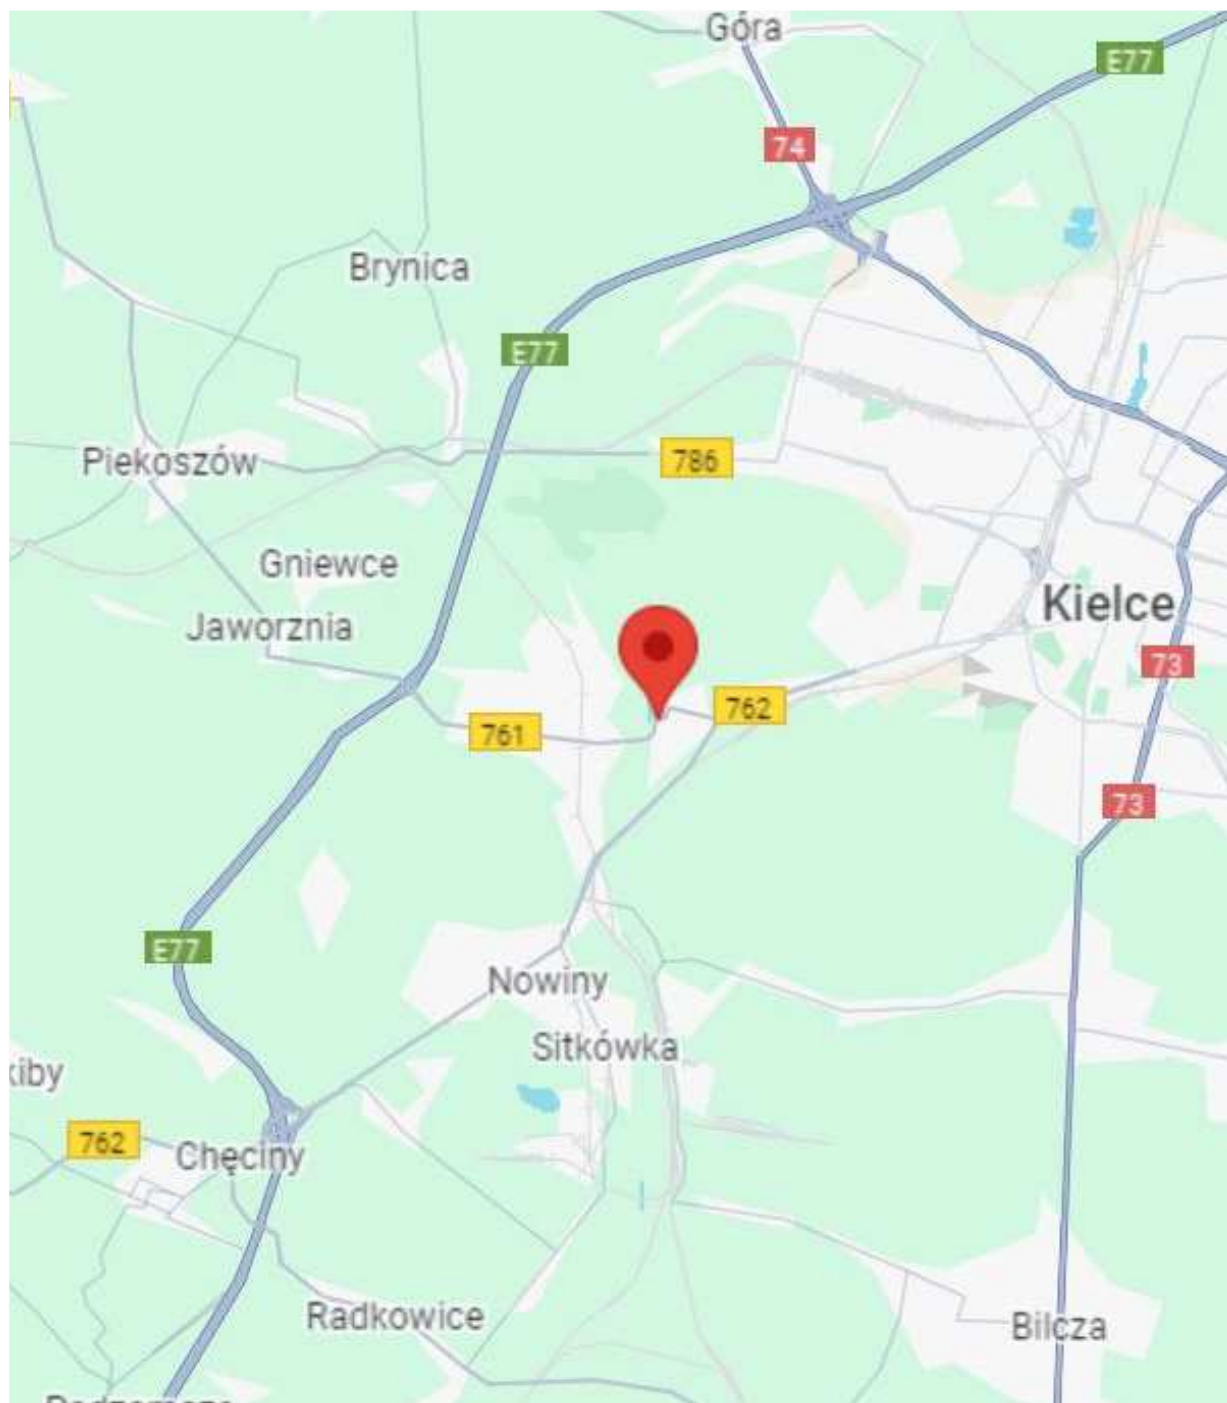 Góra
E77
74
Brynica
E77
Piekoszów
786
Gniewce
Kielce
Jaworznia
73
762
761
73
E77
Nowiny
Sitkówka
kiby
762
Chęciny
Radkowice
Bilcza